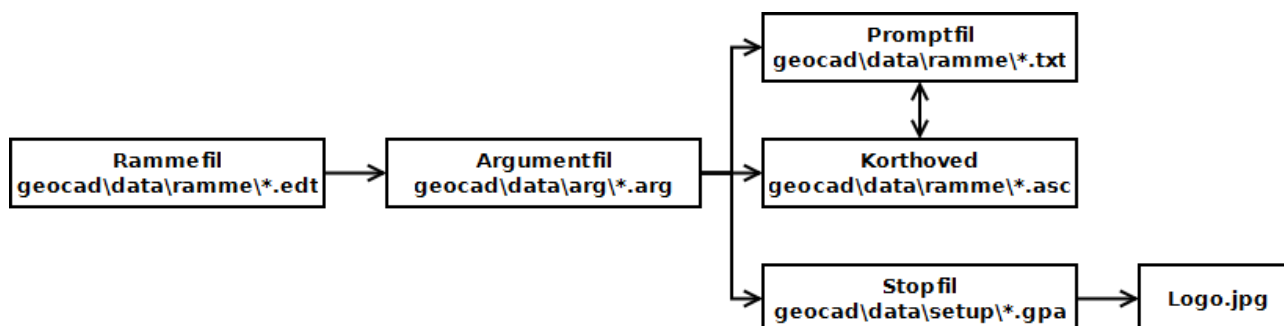 Promptfil
geocad\data\ramme\*.txt
Rammefil
geocad\data\ramme\*.edt
Argumentfil
geocad\data\arg\*.arg
Korthoved
geocad\data\ramme\*.asc
Stopfil
geocad\data\setup\*.gpa
Logo.jpg